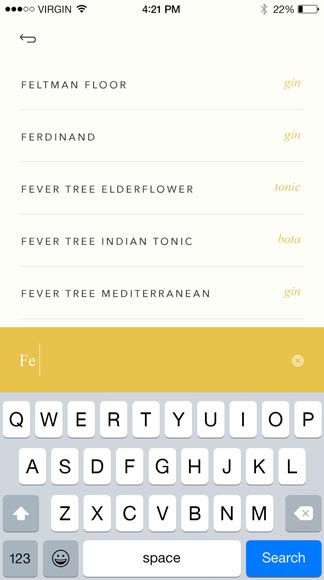 VIRGIN 4:21 PM 22%
FELTMAN FLOOR gin
FERDINAND gin
FEVER TREE ELDERFLOWER tonic
FEVER TREE INDIAN TONIC bota
FEVER TREE MEDITERRANEAN gin
Fe
Q W E R T Y U I O P
A S D F G H J K L
Z X C V B N M
123 space Search